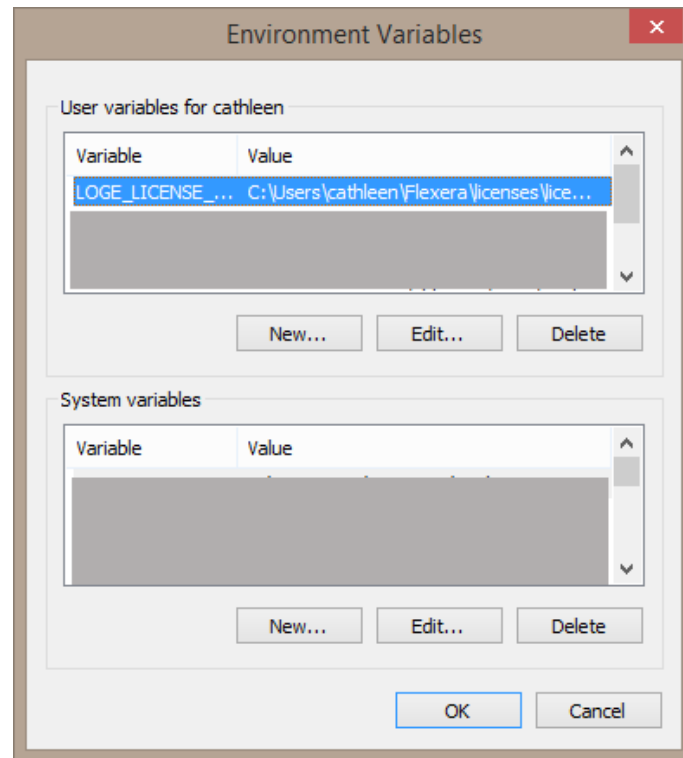 Environment Variables
User variables for cathleen
Variable Value
LOGE_LICENSE_... C:\Users\cathleen\Flexera\licenses\lice...
New... Edit... Delete
System variables
Variable Value
New... Edit... Delete
OK Cancel